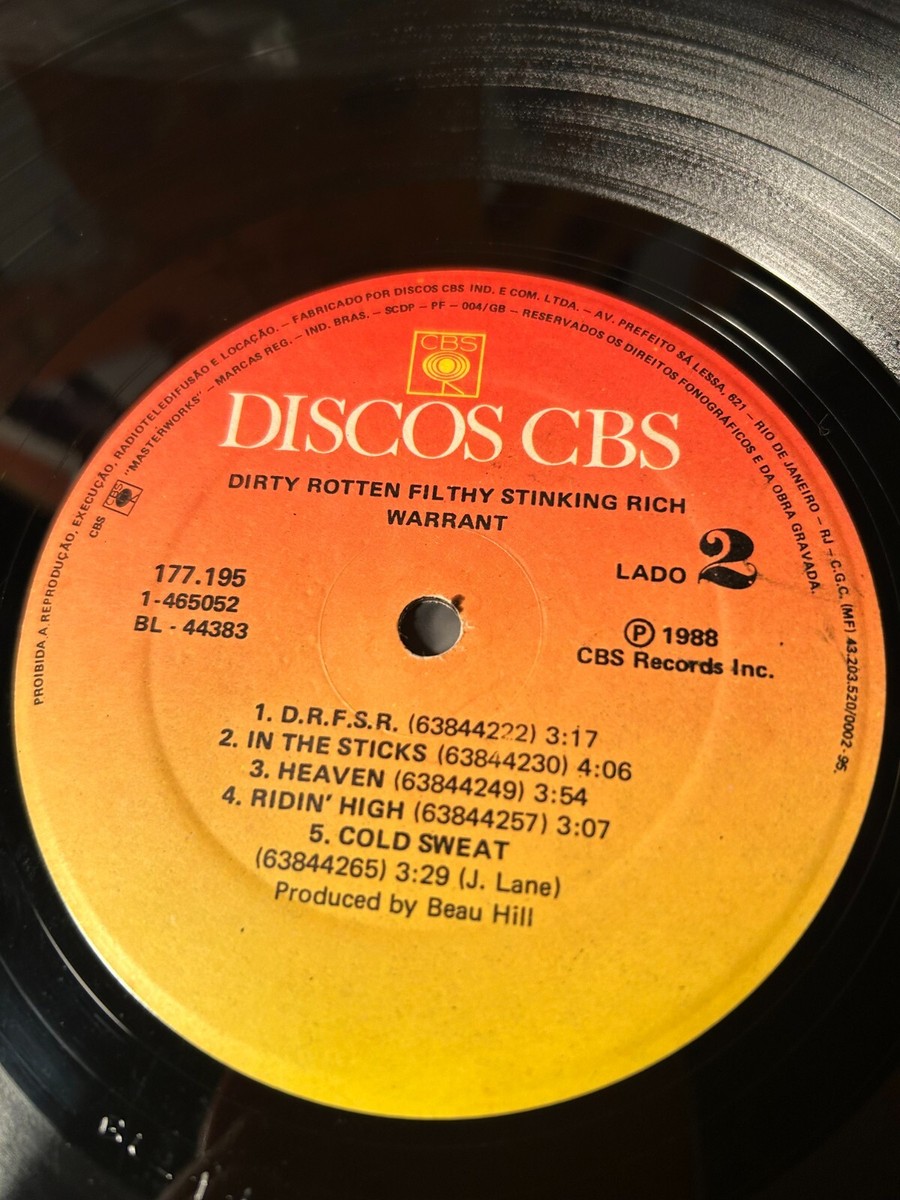 PROIBIDA A REPRODUÇÃO, EXECUÇÃO, RADIOTELEDIFUSÃO E LOCAÇÃO. – FABRICADO POR DISCOS CBS IND. E COM. LTDA. – AV. PREFEITO SÁ LESSA, 621 – RIO DE JANEIRO – RJ – C.G.C. (MF) 43.203.520/0002-95.
CBS CBS "MASTERWORKS" – MARCAS REG. – IND. BRAS. – SCDP – PF – 004/GB – RESERVADOS OS DIREITOS FONOGRÁFICOS E DA OBRA GRAVADA.
CBS
DISCOS CBS
DIRTY ROTTEN FILTHY STINKING RICH
WARRANT
177.195
1-465052
BL - 44383
LADO 2
Ⓟ 1988
CBS Records Inc.
1. D.R.F.S.R. (63844222) 3:17
2. IN THE STICKS (63844230) 4:06
3. HEAVEN (63844249) 3:54
4. RIDIN' HIGH (63844257) 3:07
5. COLD SWEAT
(63844265) 3:29 (J. Lane)
Produced by Beau Hill